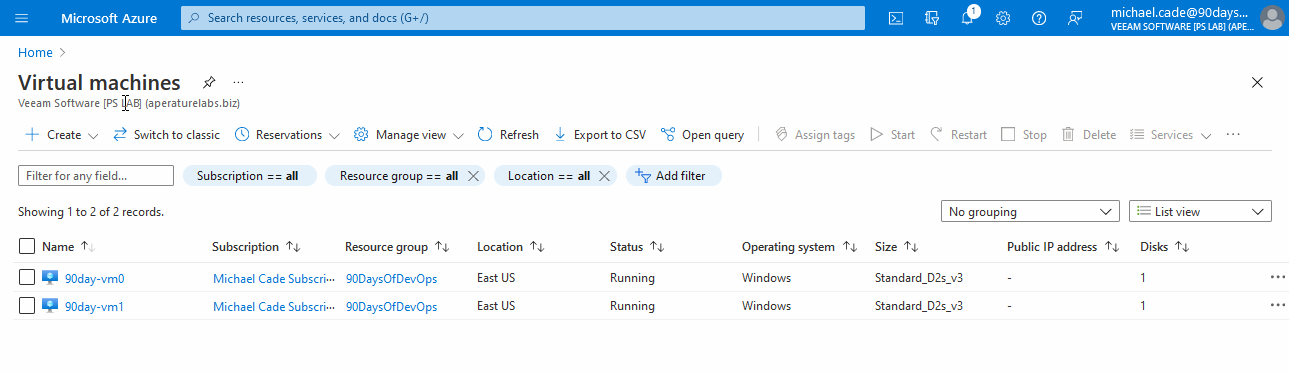 Microsoft Azure
Search resources, services, and docs (G+/)
1
michael.cade@90days...
VEEAM SOFTWARE [PS LAB] (APE...
Home
Virtual machines
...
Veeam Software [PS LAB] (aperaturelabs.biz)
Create Switch to classic Reservations Manage view Refresh Export to CSV Open query Assign tags Start Restart Stop Delete Services ...
Filter for any field... Subscription == all Resource group == all Location == all Add filter
Showing 1 to 2 of 2 records. No grouping List view
Name Subscription Resource group Location Status Operating system Size Public IP address Disks
90day-vm0 Michael Cade Subscri... 90DaysOfDevOps East US Running Windows Standard_D2s_v3 - 1 ...
90day-vm1 Michael Cade Subscri... 90DaysOfDevOps East US Running Windows Standard_D2s_v3 - 1 ...